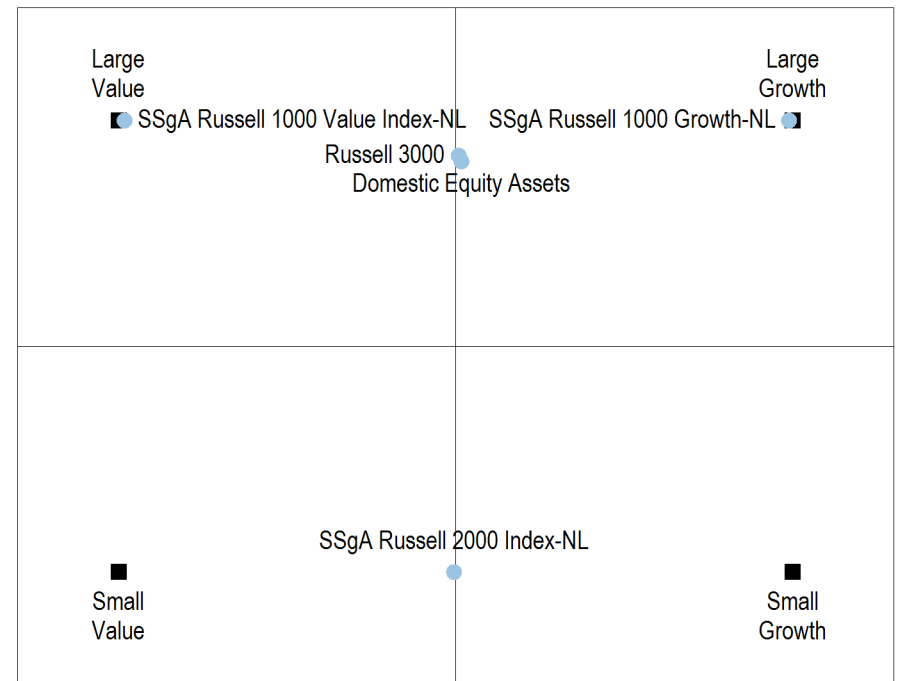 Large
Value
Large
Growth
SSgA Russell 1000 Value Index-NL
SSgA Russell 1000 Growth-NL
Russell 3000
Domestic Equity Assets
SSgA Russell 2000 Index-NL
Small
Value
Small
Growth